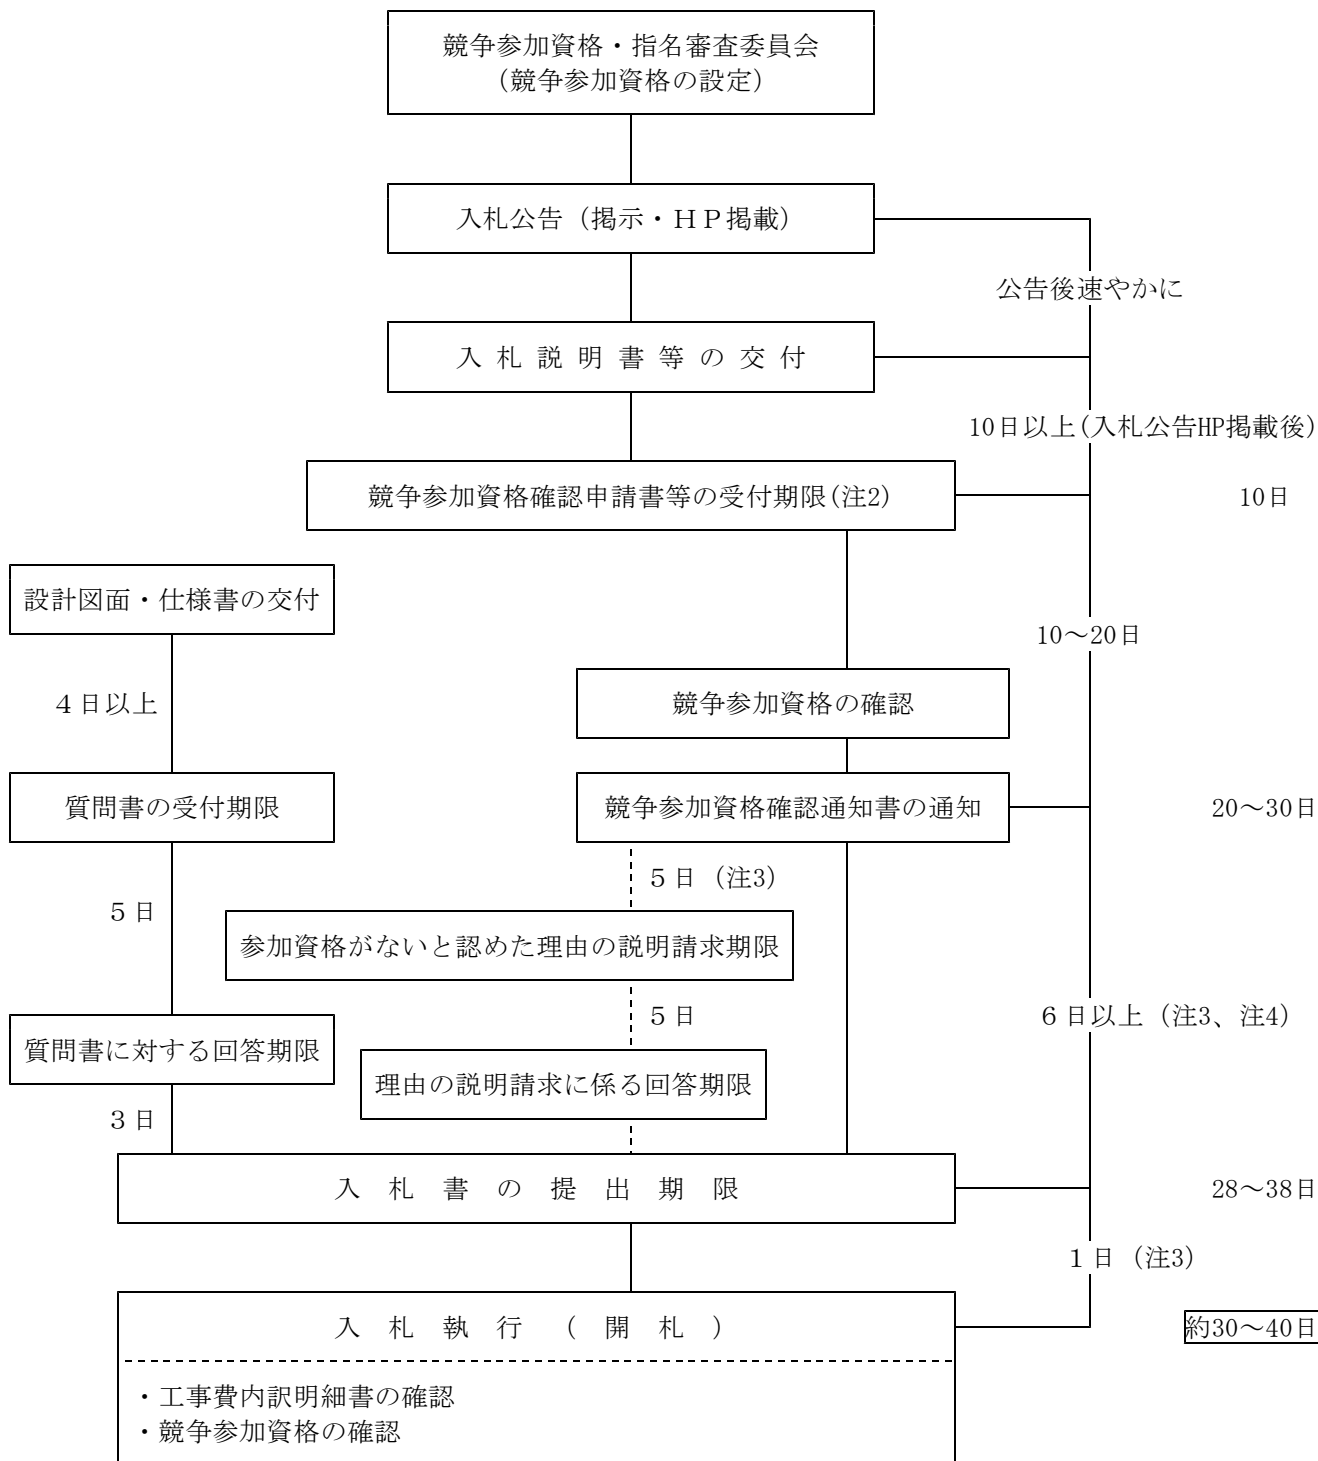 競争参加資格・指名審査委員会
(競争参加資格の設定)
入札公告（掲示・ＨＰ掲載）
公告後速やかに
入札説明書等の交付
10日以上(入札公告HP掲載後)
競争参加資格確認申請書等の受付期限(注2)
10日
設計図面・仕様書の交付
10～20日
４日以上
競争参加資格の確認
質問書の受付期限
競争参加資格確認通知書の通知
20～30日
５日（注3）
５日
参加資格がないと認めた理由の説明請求期限
５日
６日以上（注3、注4）
質問書に対する回答期限
理由の説明請求に係る回答期限
３日
入札書の提出期限
28～38日
１日（注3）
入札執行（開札）
約30～40日
・工事費内訳明細書の確認
・競争参加資格の確認